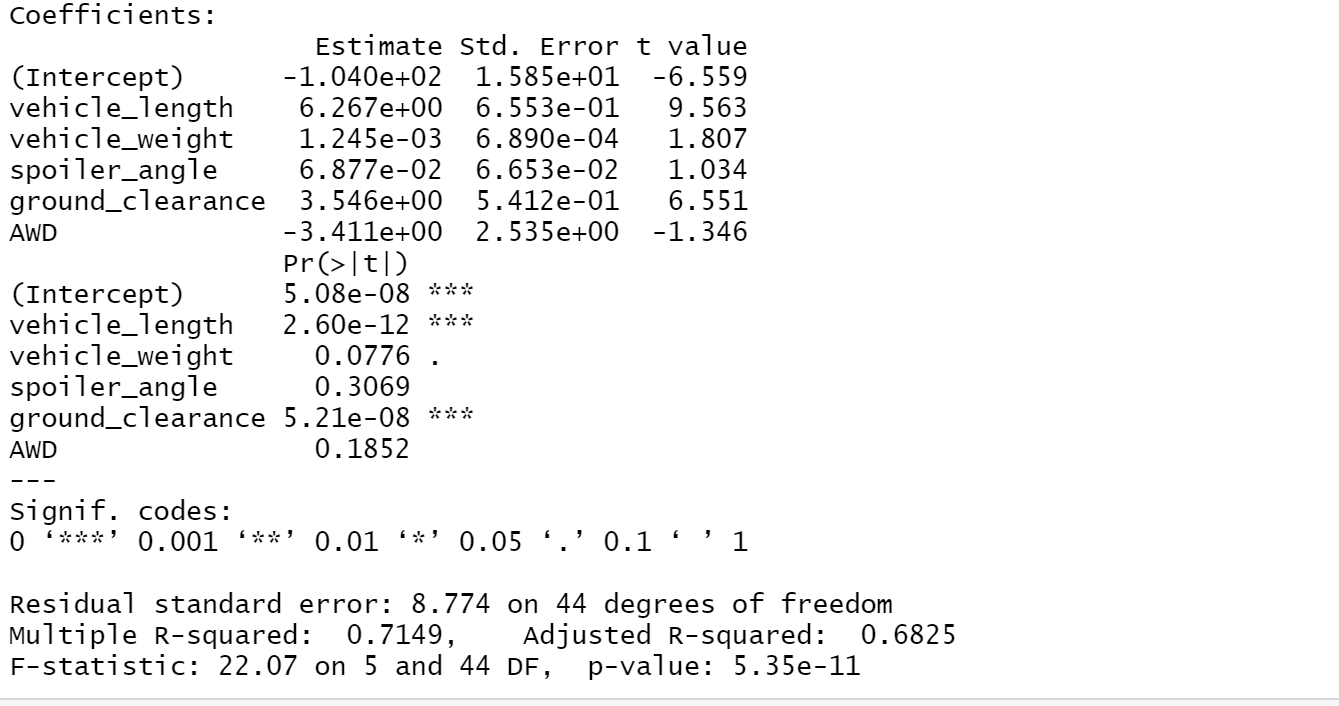 Coefficients:
                   Estimate Std. Error t value
(Intercept)      -1.040e+02  1.585e+01  -6.559
vehicle_length    6.267e+00  6.553e-01   9.563
vehicle_weight    1.245e-03  6.890e-04   1.807
spoiler_angle     6.877e-02  6.653e-02   1.034
ground_clearance  3.546e+00  5.412e-01   6.551
AWD              -3.411e+00  2.535e+00  -1.346
                 Pr(>|t|)
(Intercept)      5.08e-08 ***
vehicle_length   2.60e-12 ***
vehicle_weight     0.0776 .
spoiler_angle      0.3069
ground_clearance 5.21e-08 ***
AWD                0.1852
---
Signif. codes:
0 ‘***’ 0.001 ‘**’ 0.01 ‘*’ 0.05 ‘.’ 0.1 ‘ ’ 1

Residual standard error: 8.774 on 44 degrees of freedom
Multiple R-squared:  0.7149,    Adjusted R-squared:  0.6825
F-statistic: 22.07 on 5 and 44 DF,  p-value: 5.35e-11